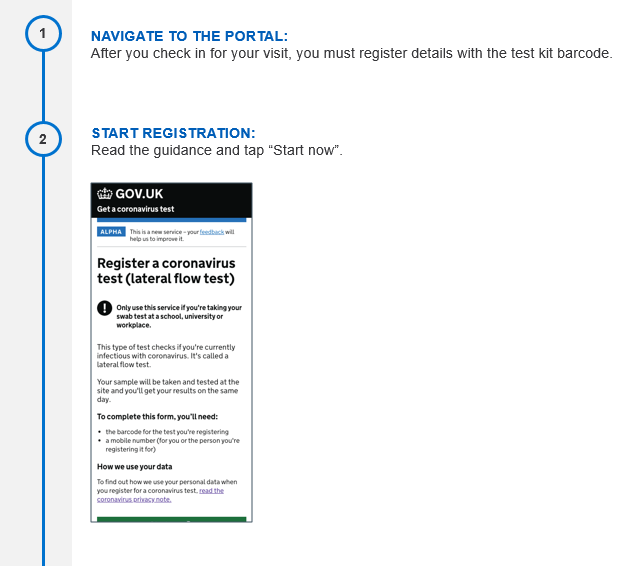 1
NAVIGATE TO THE PORTAL:
After you check in for your visit, you must register details with the test kit barcode.
2
START REGISTRATION:
Read the guidance and tap “Start now”.
GOV.UK
Get a coronavirus test
ALPHA
This is a new service – your feedback will
help us to improve it.
Register a coronavirus
test (lateral flow test)
! Only use this service if you're taking your
swab test at a school, university or
workplace.
This type of test checks if you're currently
infectious with coronavirus. It's called a
lateral flow test.
Your sample will be taken and tested at the
site and you'll get your results on the same
day.
To complete this form, you'll need:
• the barcode for the test you're registering
• a mobile number (for you or the person you're
registering it for)
How we use your data
To find out how we use your personal data when
you register for a coronavirus test, read the
coronavirus privacy note.